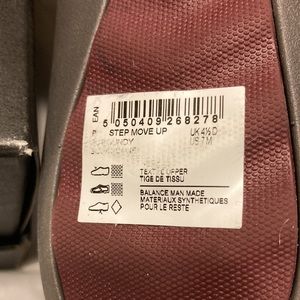 EAN
5 050409 268278
STEP MOVE UP UK 4½ D
US 7 M
UPPER
TIGE DE TISSU
BALANCE MAN MADE
MATERIAUX SYNTHETIQUES
POUR LE RESTE